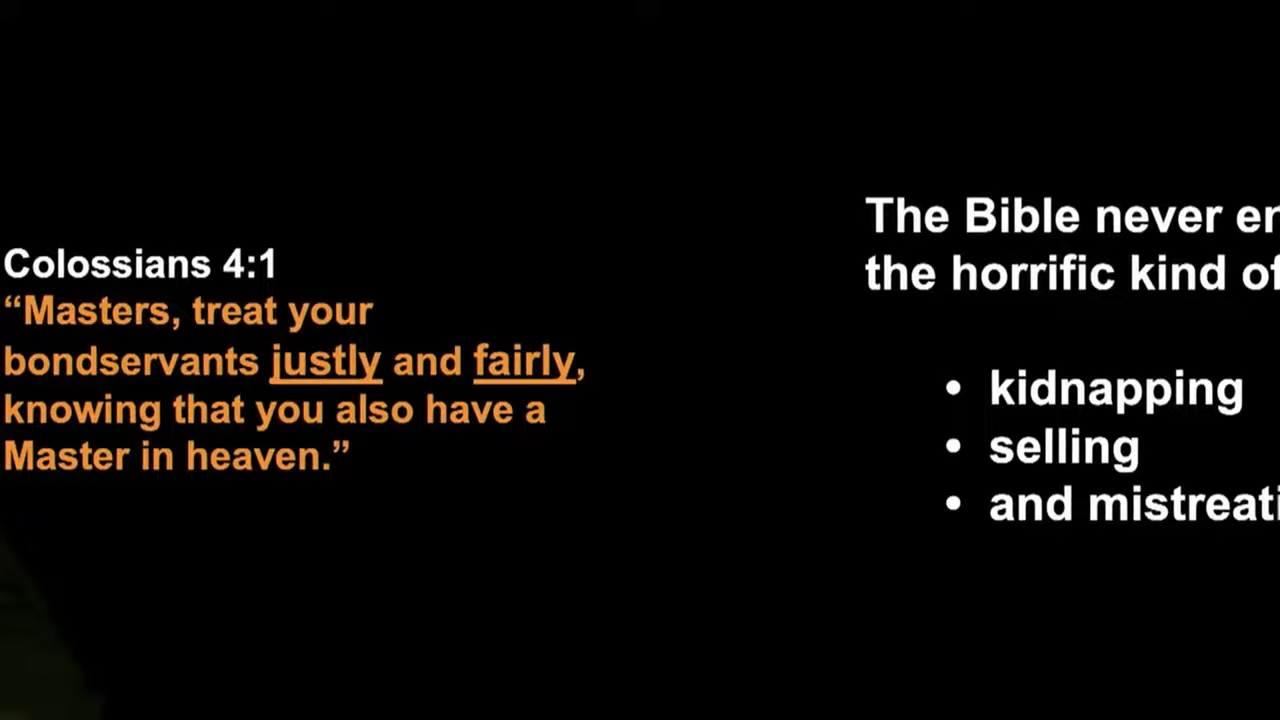 Colossians 4:1
“Masters, treat your
bondservants justly and fairly,
knowing that you also have a
Master in heaven.”
The Bible never
the horrific kind
• kidnapping
• selling
• and